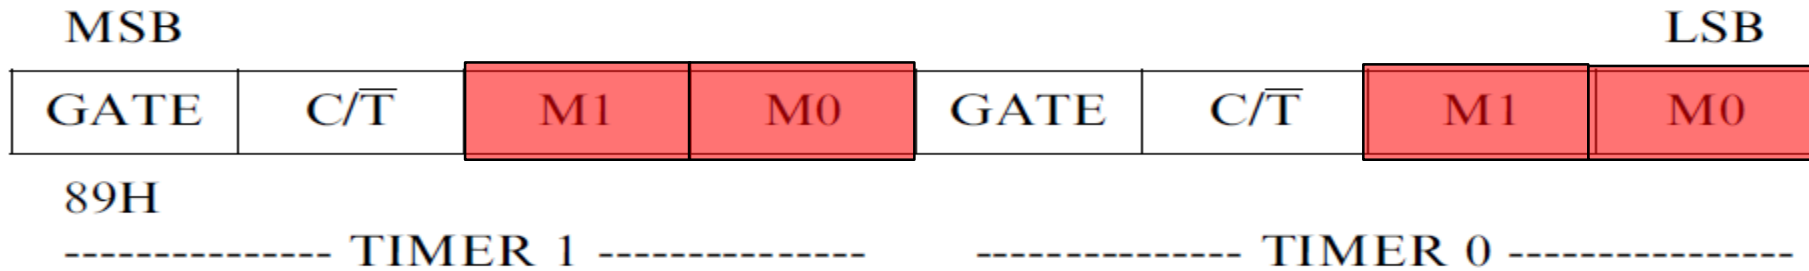 MSB LSB
GATE C/T̅ M1 M0 GATE C/T̅ M1 M0
89H
--------------- TIMER 1 --------------- --------------- TIMER 0 ----------------